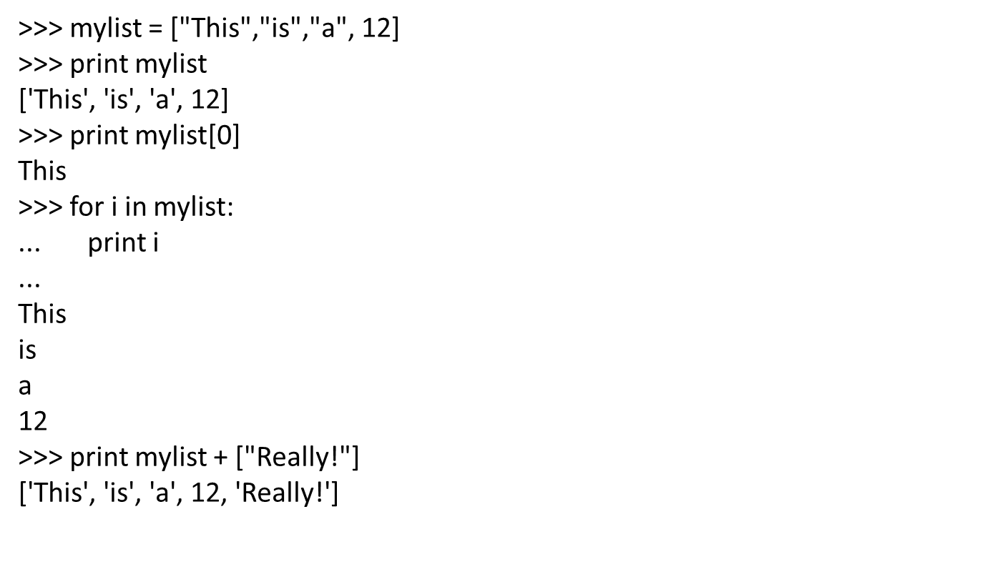 >>> mylist = ["This","is","a", 12]
>>> print mylist
['This', 'is', 'a', 12]
>>> print mylist[0]
This
>>> for i in mylist:
...      print i
...
This
is
a
12
>>> print mylist + ["Really!"]
['This', 'is', 'a', 12, 'Really!']